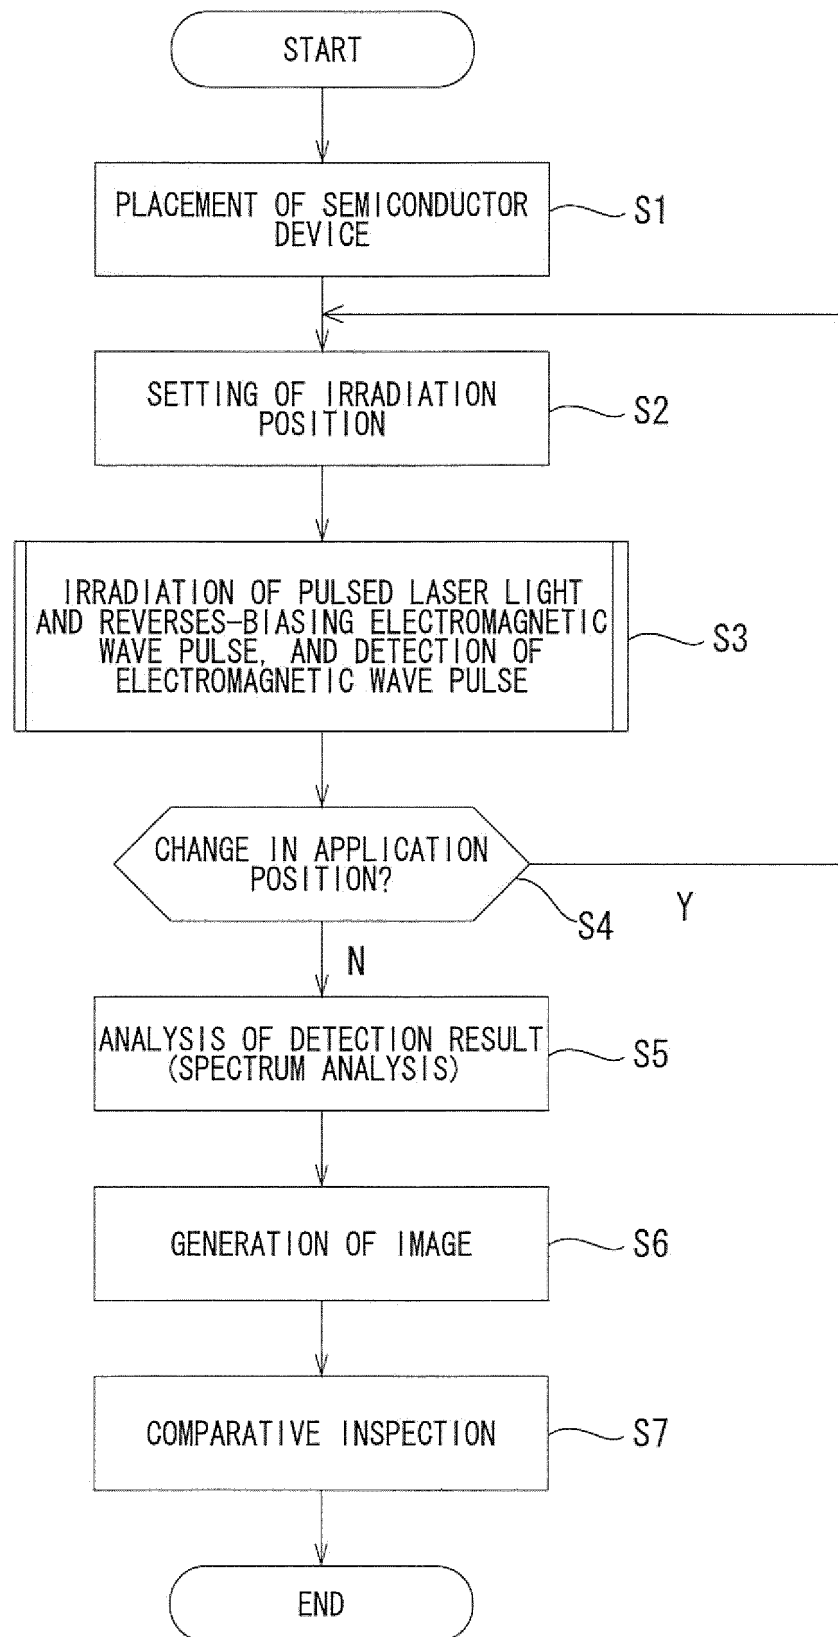 START
PLACEMENT OF SEMICONDUCTOR
DEVICE
S1
SETTING OF IRRADIATION
POSITION
S2
IRRADIATION OF PULSED LASER LIGHT
AND REVERSES-BIASING ELECTROMAGNETIC
WAVE PULSE, AND DETECTION OF
ELECTROMAGNETIC WAVE PULSE
S3
CHANGE IN APPLICATION
POSITION?
S4
Y
N
ANALYSIS OF DETECTION RESULT
(SPECTRUM ANALYSIS)
S5
GENERATION OF IMAGE
S6
COMPARATIVE INSPECTION
S7
END